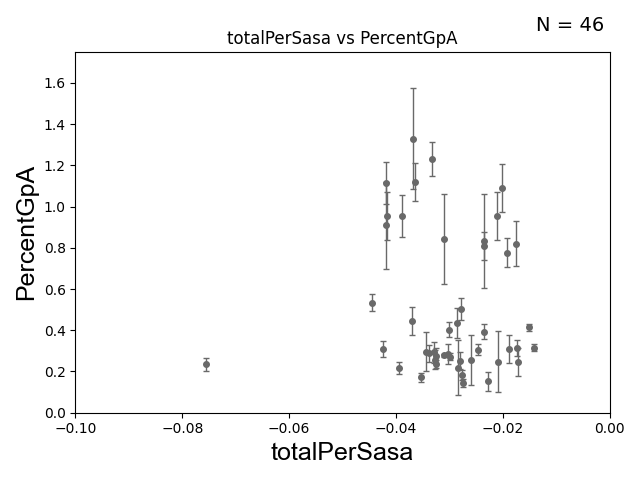 N = 46
totalPerSasa vs PercentGpA
PercentGpA
1.6
1.4
1.2
1.0
0.8
0.6
0.4
0.2
0.0
−0.10 −0.08 −0.06 −0.04 −0.02 0.00
totalPerSasa